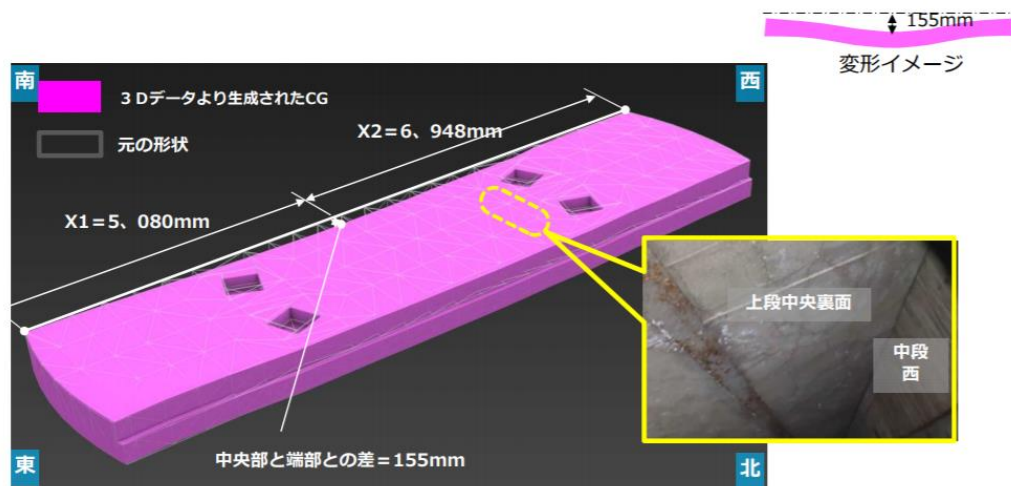 155mm
変形イメージ
南
西
3Dデータより生成されたCG
元の形状
X2=6、948mm
X1=5、080mm
上段中央裏面
中段
西
中央部と端部との差=155mm
東
北